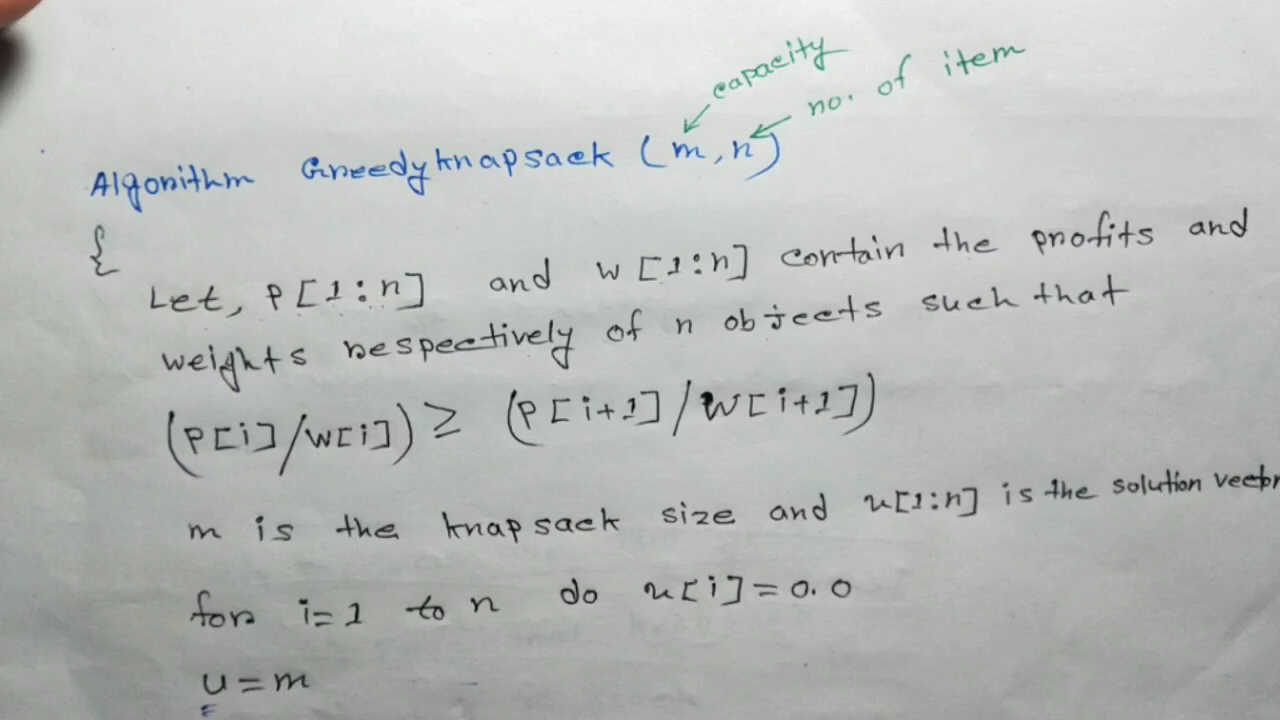 capacity
no. of item
Algorithm Greedyknapsack (m,n)
{
Let, P[1:n] and w[1:n] contain the profits and
weights respectively of n objects such that
(P[i]/W[i]) ≥ (P[i+1]/W[i+1])
m is the knapsack size and x[1:n] is the solution vector
for i=1 to n do x[i]=0.0
u=m